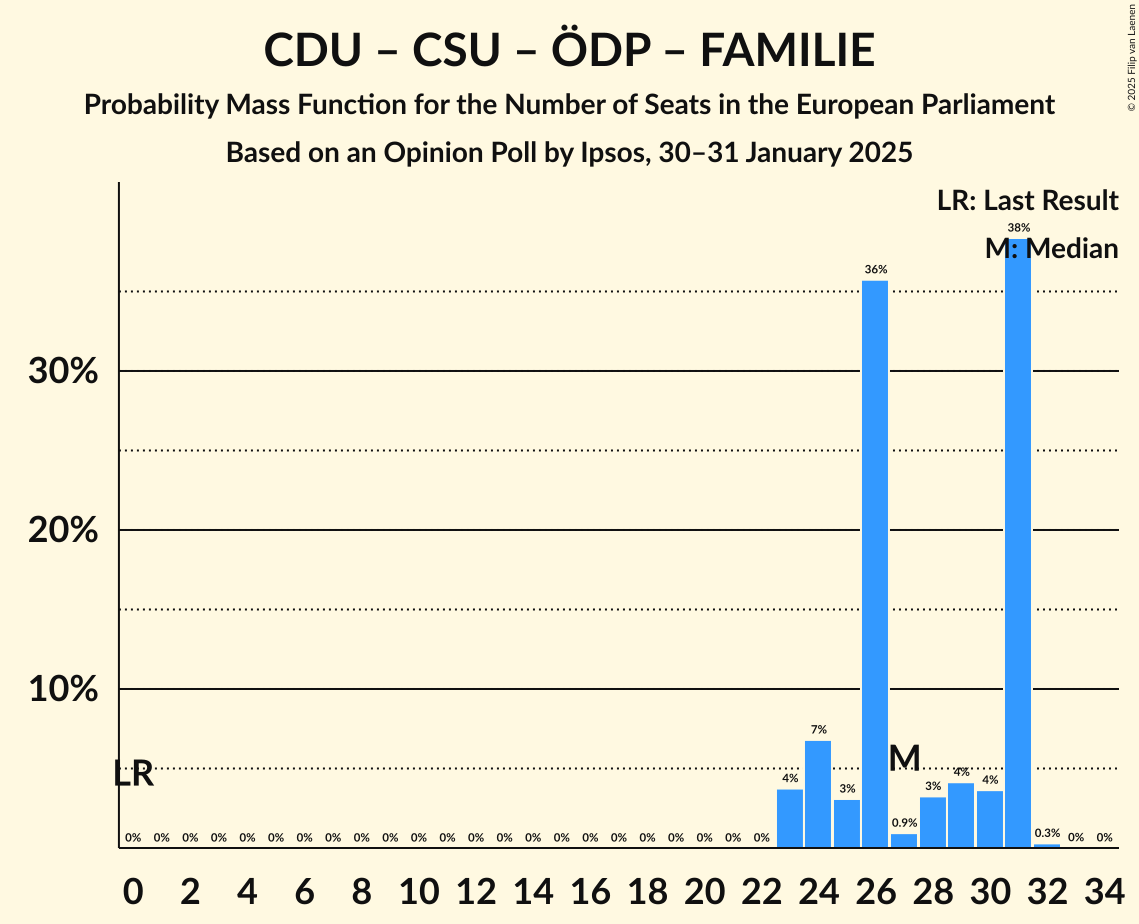 © 2025 Filip van Laenen
CDU – CSU – ÖDP – FAMILIE
Probability Mass Function for the Number of Seats in the European Parliament
Based on an Opinion Poll by Ipsos, 30–31 January 2025
LR: Last Result
M: Median
38%
36%
30%
20%
10%
LR
M
0% 0% 0% 0% 0% 0% 0% 0% 0% 0% 0% 0% 0% 0% 0% 0% 0% 0% 0% 0% 0% 0% 0% 4% 7% 3% 0.9% 3% 4% 4% 0.3% 0% 0%
0 2 4 6 8 10 12 14 16 18 20 22 24 26 28 30 32 34